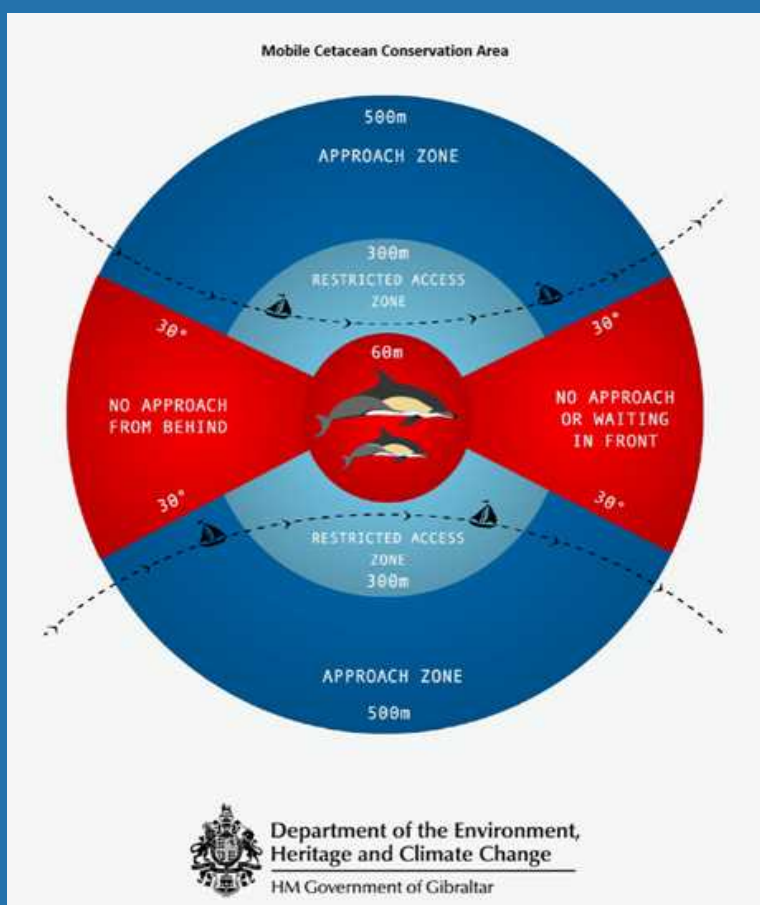 Mobile Cetacean Conservation Area
500m
APPROACH ZONE
300m
RESTRICTED ACCESS
ZONE
60m
30°
30°
NO APPROACH
FROM BEHIND
NO APPROACH
OR WAITING
IN FRONT
30°
30°
RESTRICTED ACCESS
ZONE
300m
APPROACH ZONE
500m
Department of the Environment,
Heritage and Climate Change
HM Government of Gibraltar